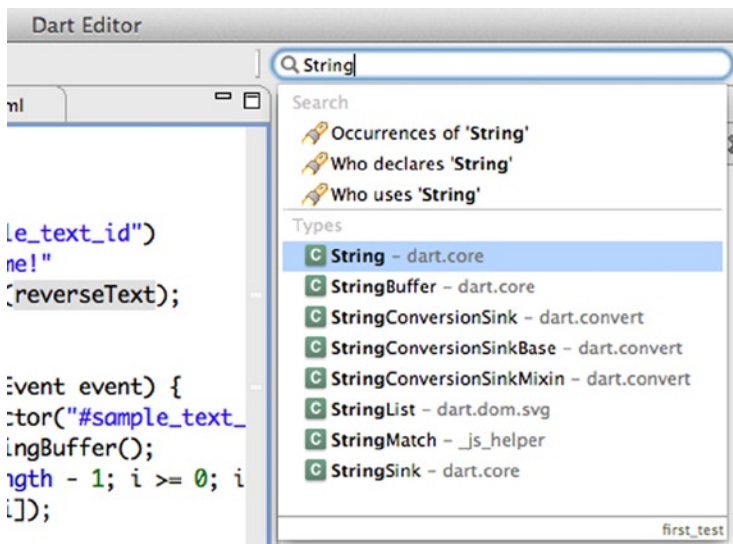 Dart Editor
String
ml
Search
Occurrences of 'String'
Who declares 'String'
Who uses 'String'
Types
C String – dart.core
C StringBuffer – dart.core
C StringConversionSink – dart.convert
C StringConversionSinkBase – dart.convert
C StringConversionSinkMixin – dart.convert
C StringList – dart.dom.svg
C StringMatch – _js_helper
C StringSink – dart.core
first_test
le_text_id")
me!"
(reverseText);
Event event) {
ctor("#sample_text_
ingBuffer();
ngth - 1; i >= 0; i
i]);